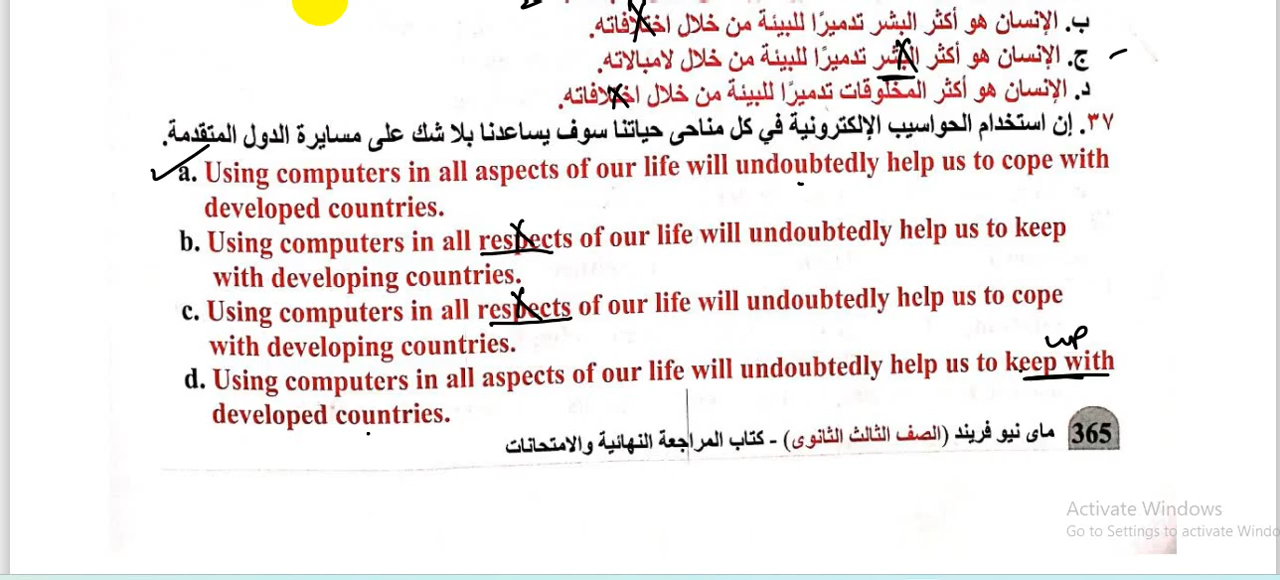 ب. الإنسان هو أكثر البشر تدميرًا للبيئة من خلال اختلافاته.
ج. الإنسان هو أكثر البشر تدميرًا للبيئة من خلال لامبالاته.
د. الإنسان هو أكثر المخلوقات تدميرًا للبيئة من خلال اختلافاته.
٣٧. إن استخدام الحواسيب الإلكترونية في كل مناحى حياتنا سوف يساعدنا بلا شك على مسايرة الدول المتقدمة.
a. Using computers in all aspects of our life will undoubtedly help us to cope with
developed countries.
b. Using computers in all respects of our life will undoubtedly help us to keep
with developing countries.
c. Using computers in all respects of our life will undoubtedly help us to cope
with developing countries.
up
d. Using computers in all aspects of our life will undoubtedly help us to keep with
developed countries.
365 ماى نيو فريند (الصف الثالث الثانوى) - كتاب المراجعة النهائية والامتحانات
Activate Windows
Go to Settings to activate Windo